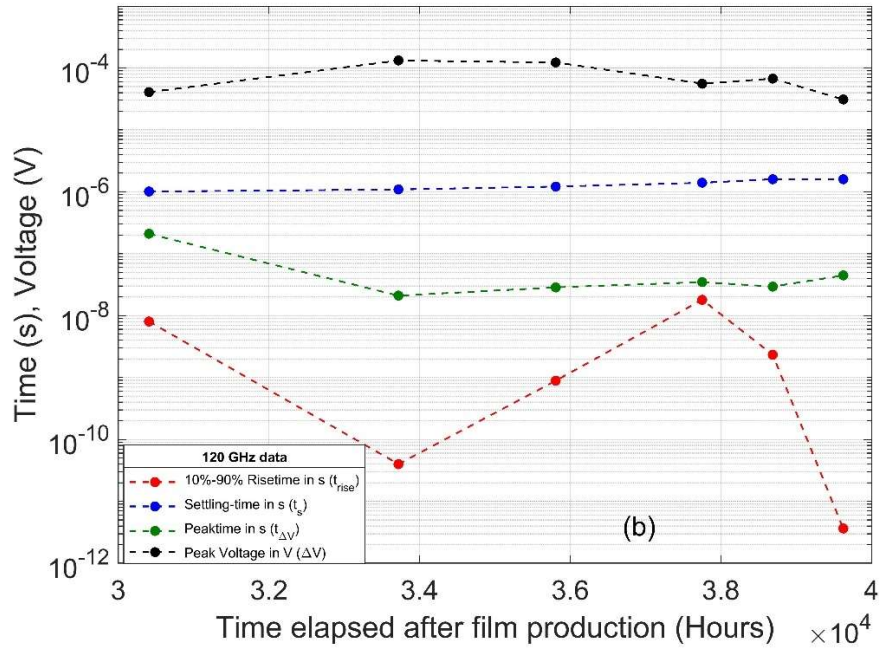 10^-4
10^-6
10^-8
10^-10
10^-12
Time (s), Voltage (V)
120 GHz data
10%-90% Risetime in s (t_rise)
Settling-time in s (t_s)
Peaktime in s (t_ΔV)
Peak Voltage in V (ΔV)
(b)
3 3.2 3.4 3.6 3.8 4
Time elapsed after film production (Hours) ×10^4